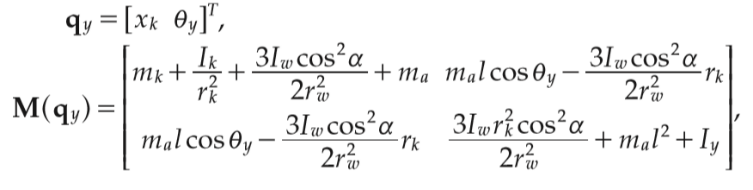 q_y = [x_k θ_y]^T,
M(q_y) = [ m_k + I_k/r_k^2 + 3I_w cos^2 α/2r_w^2 + m_a   m_a l cos θ_y − 3I_w cos^2 α/2r_w^2 r_k
m_a l cos θ_y − 3I_w cos^2 α/2r_w^2 r_k   3I_w r_k^2 cos^2 α/2r_w^2 + m_a l^2 + I_y ],